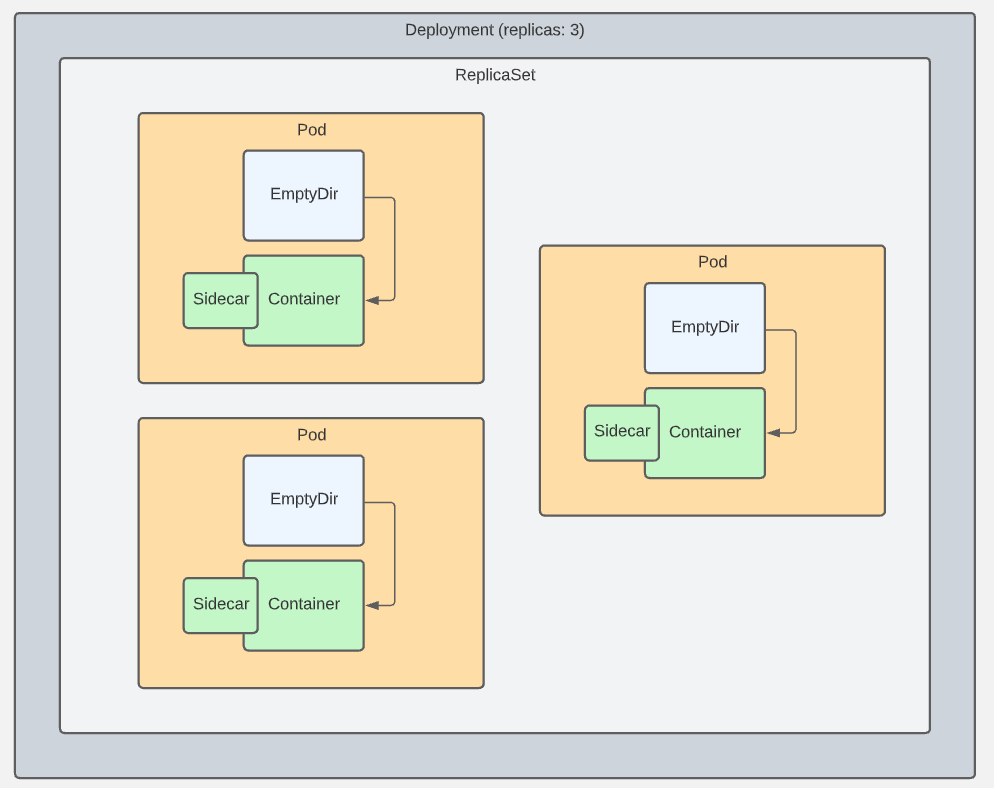 Deployment (replicas: 3)
ReplicaSet
Pod
EmptyDir
Sidecar
Container
Pod
EmptyDir
Sidecar
Container
Pod
EmptyDir
Sidecar
Container